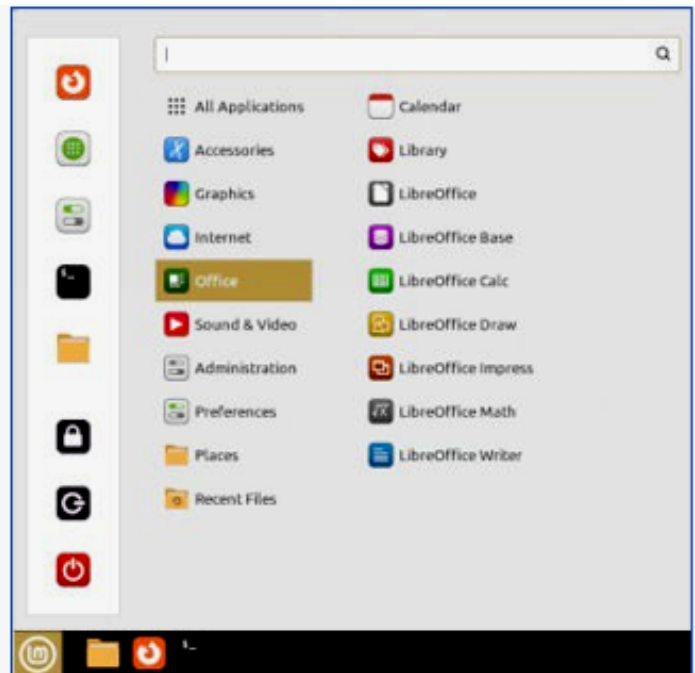 All Applications
Accessories
Graphics
Internet
Office
Sound & Video
Administration
Preferences
Places
Recent Files
Calendar
Library
LibreOffice
LibreOffice Base
LibreOffice Calc
LibreOffice Draw
LibreOffice Impress
LibreOffice Math
LibreOffice Writer